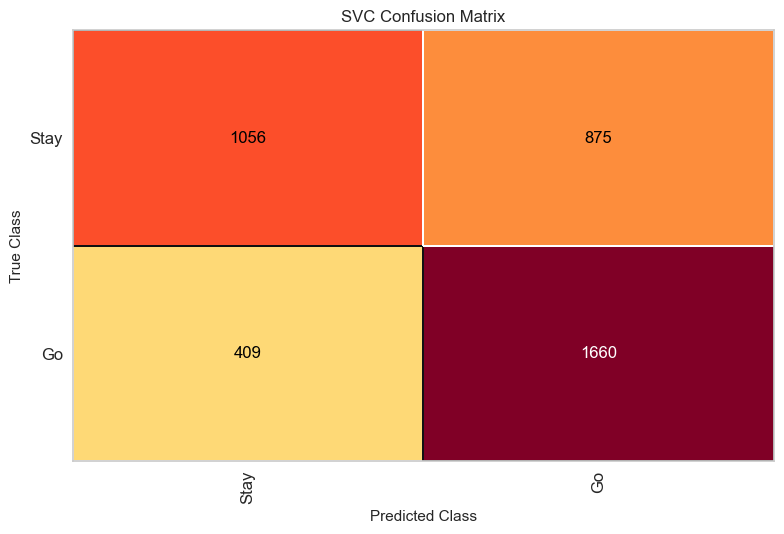 SVC Confusion Matrix
True Class
Stay
1056
875
Go
409
1660
Stay
Go
Predicted Class